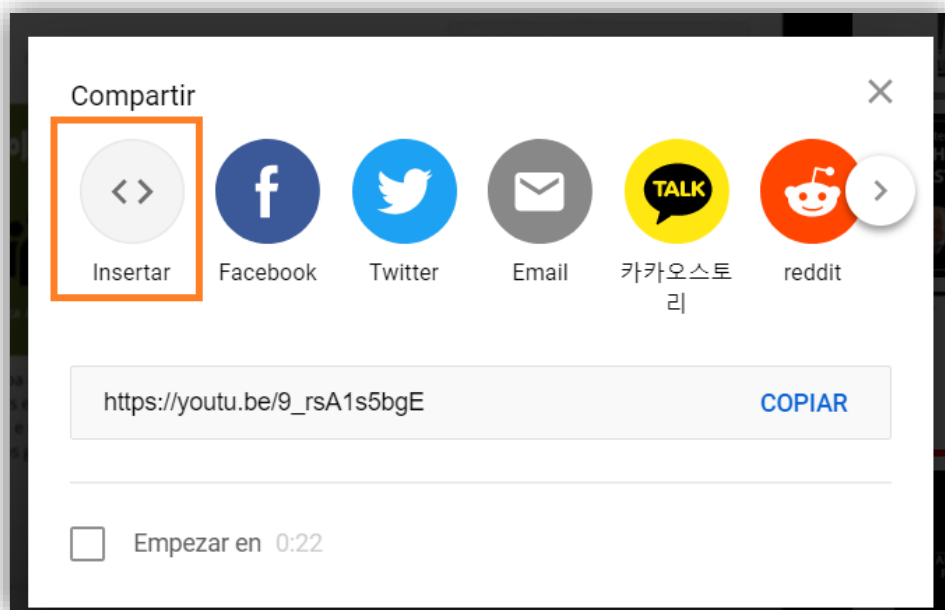 Compartir
Insertar
Facebook
TALK
Twitter
Email
카카오스토
리
reddit
https://youtu.be/9_rsA1s5bgE
COPIAR
Empezar en 0:22